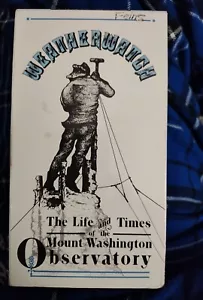 WEATHERWATCH
The Life and Times
of the
Mount Washington
Observatory